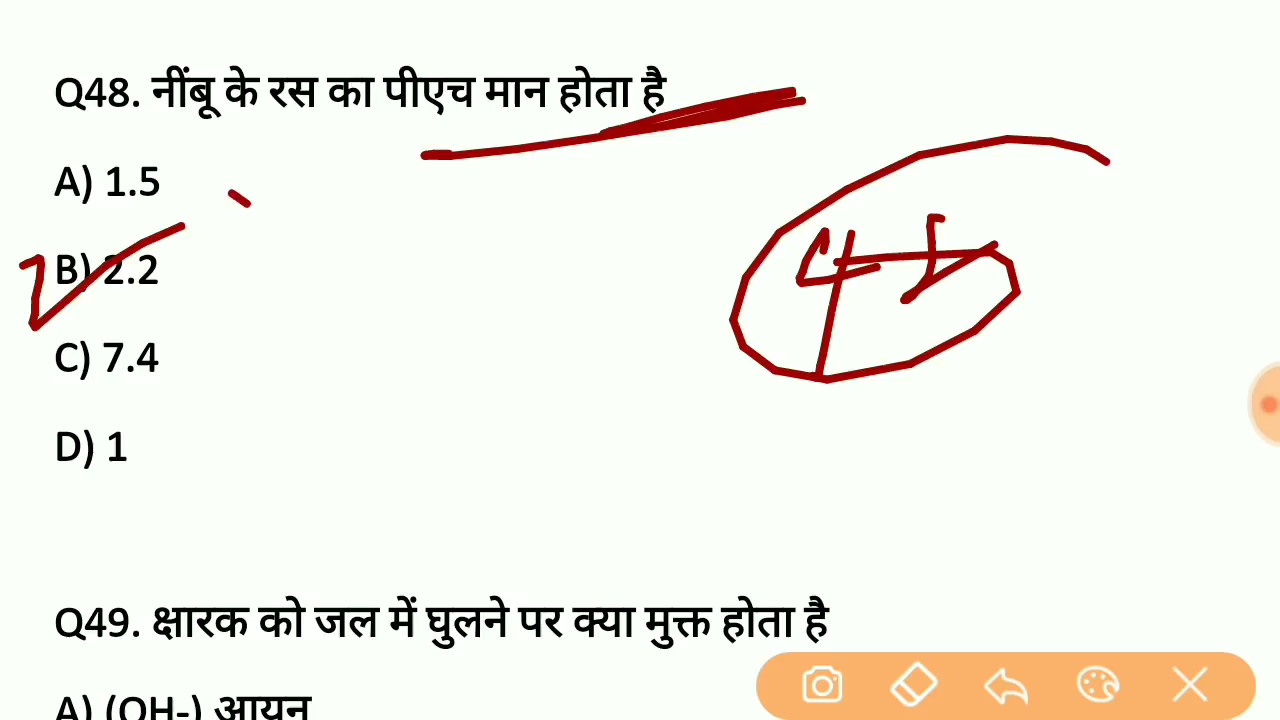 Q48. नींबू के रस का पीएच मान होता है
A) 1.5
B) 2.2
C) 7.4
D) 1
Q49. क्षारक को जल में घुलने पर क्या मुक्त होता है
A) (OH-) आयन